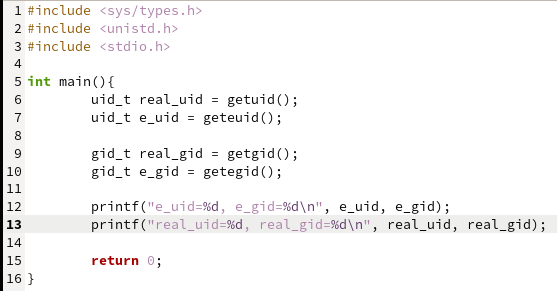 1 #include <sys/types.h>
2 #include <unistd.h>
3 #include <stdio.h>
4
5 int main(){
6         uid_t real_uid = getuid();
7         uid_t e_uid = geteuid();
8
9         gid_t real_gid = getgid();
10         gid_t e_gid = getegid();
11
12         printf("e_uid=%d, e_gid=%d\n", e_uid, e_gid);
13         printf("real_uid=%d, real_gid=%d\n", real_uid, real_gid);
14
15         return 0;
16 }